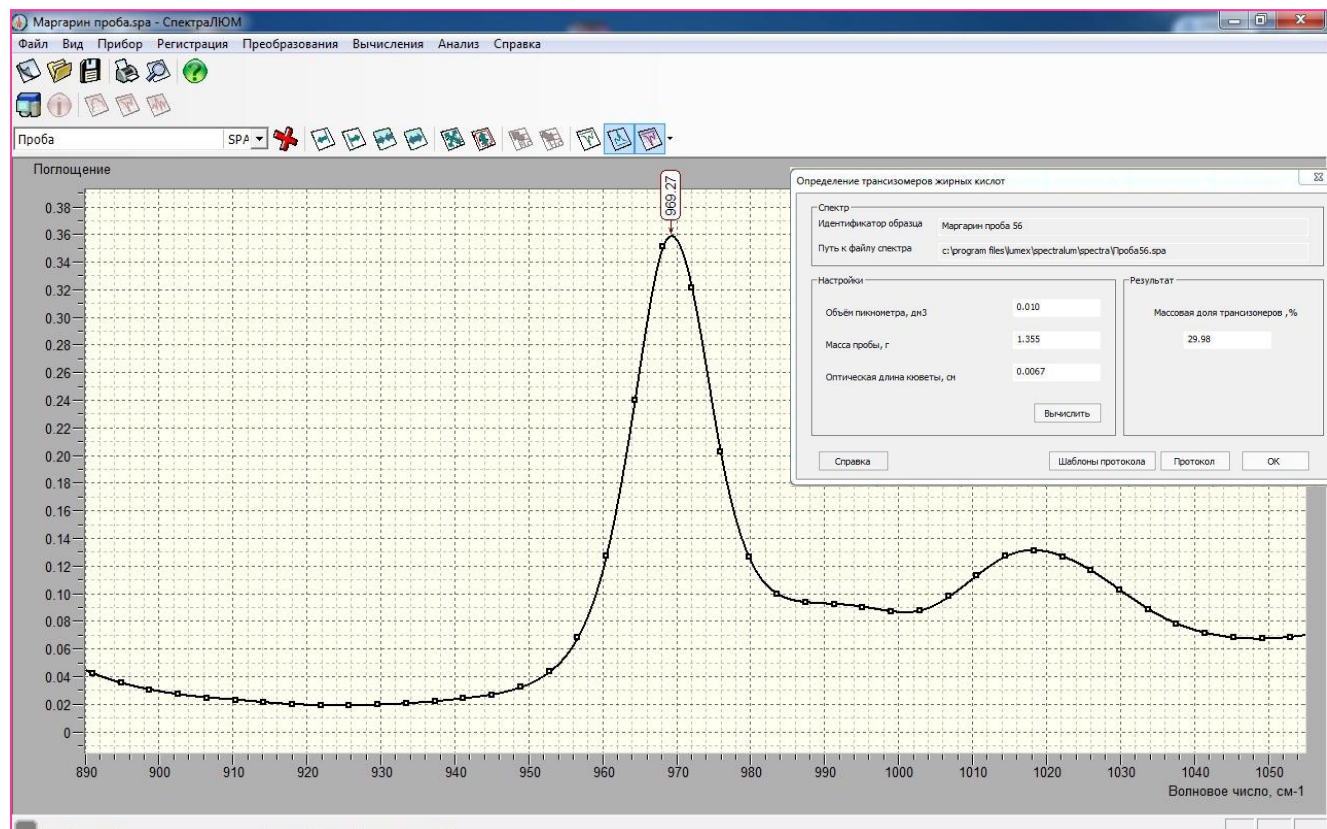 Маргарин проба.spa - СпектраЛЮМ
Файл Вид Прибор Регистрация Преобразования Вычисления Анализ Справка
Проба SPA
Поглощение
969.27
0.38
0.36
0.34
0.32
0.30
0.28
0.26
0.24
0.22
0.20
0.18
0.16
0.14
0.12
0.10
0.08
0.06
0.04
0.02
0
890 900 910 920 930 940 950 960 970 980 990 1000 1010 1020 1030 1040 1050
Волновое число, см-1
Определение трансизомеров жирных кислот
Спектр
Идентификатор образца Маргарин проба 56
Путь к файлу спектра c:\program files\lumex\spectralum\spectra\Проба56.spa
Настройки
Объём пикнометра, дм3 0.010
Масса пробы, г 1.355
Оптическая длина кюветы, см 0.0067
Вычислить
Результат
Массовая доля трансизомеров ,%
29.98
Справка Шаблоны протокола Протокол OK